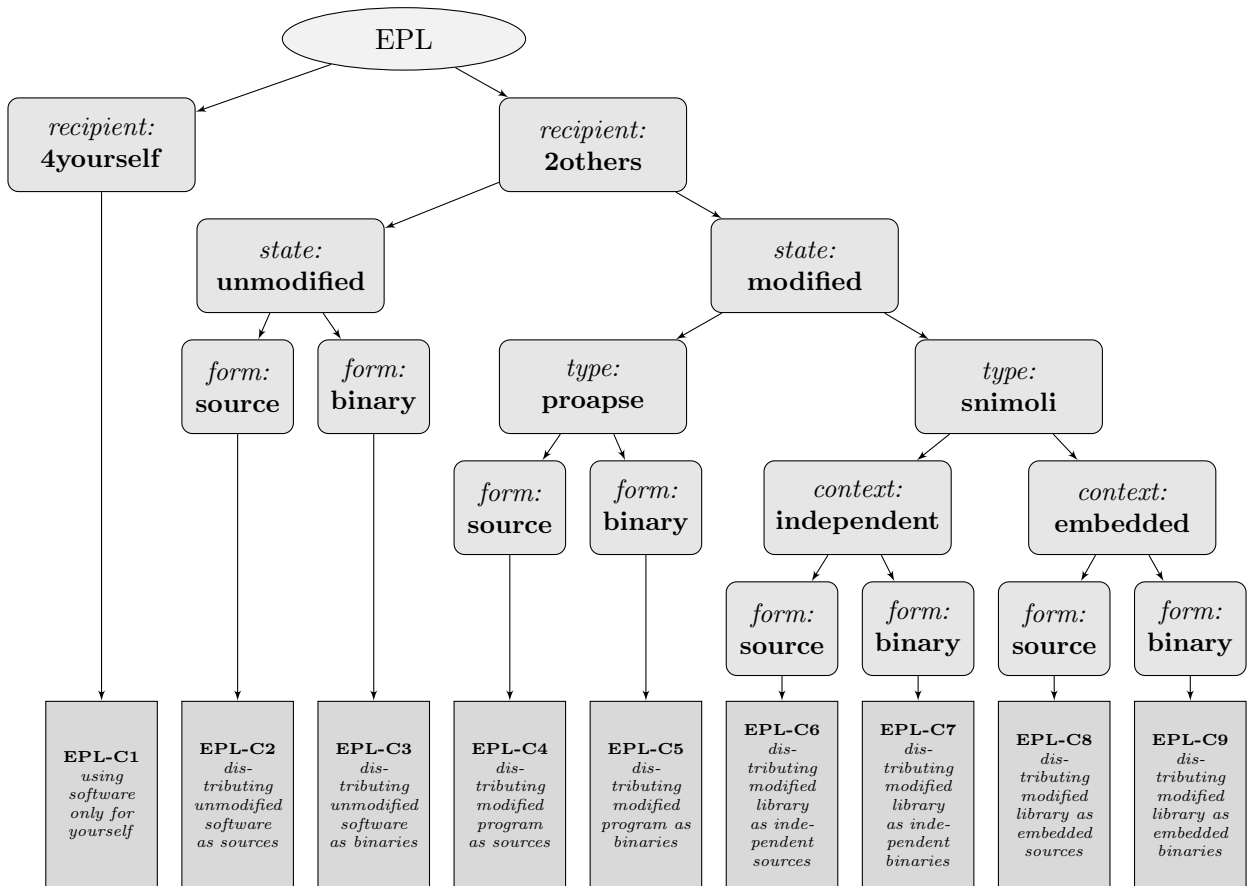 EPL
recipient:
4yourself
recipient:
2others
state:
unmodified
state:
modified
form:
source
form:
binary
type:
proapse
type:
snimoli
form:
source
form:
binary
context:
independent
context:
embedded
form:
source
form:
binary
form:
source
form:
binary
EPL-C1
using
software
only for
yourself
EPL-C2
dis-
tributing
unmodified
software
as sources
EPL-C3
dis-
tributing
unmodified
software
as binaries
EPL-C4
dis-
tributing
modified
program
as sources
EPL-C5
dis-
tributing
modified
program as
binaries
EPL-C6
dis-
tributing
modified
library
as inde-
pendent
sources
EPL-C7
dis-
tributing
modified
library
as inde-
pendent
binaries
EPL-C8
dis-
tributing
modified
library as
embedded
sources
EPL-C9
dis-
tributing
modified
library as
embedded
binaries